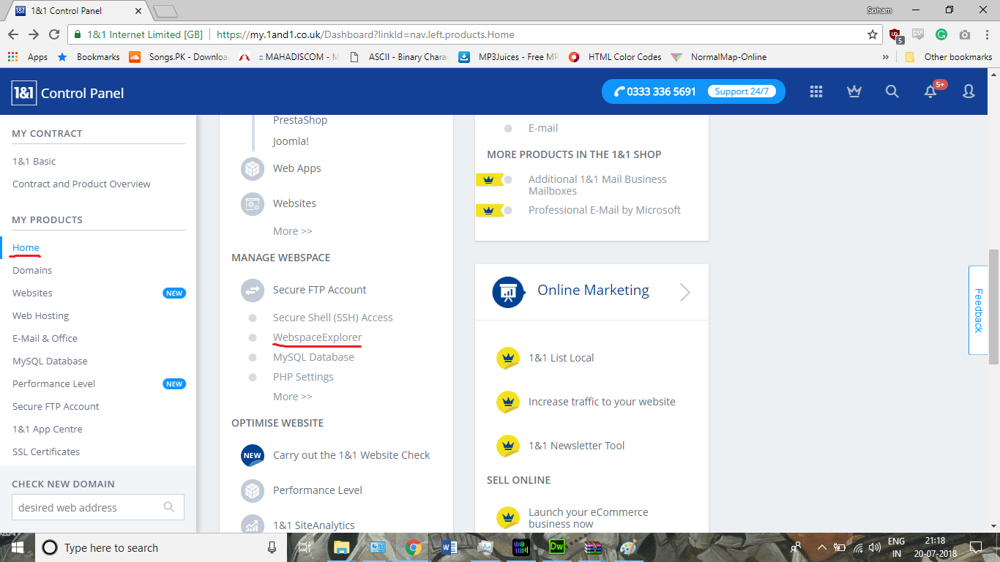 1&1 Control Panel
Soham
1&1 Internet Limited [GB] https://my.1and1.co.uk/Dashboard?linkId=nav.left.products.Home
5
CSS
Apps Bookmarks Songs.PK - Downloa :: MAHADISCOM - M ASCII - Binary Charac MP3Juices - Free MP HTML Color Codes NormalMap-Online » Other bookmarks
1&1 Control Panel
0333 336 5691 Support 24/7
5+
MY CONTRACT
1&1 Basic
Contract and Product Overview
MY PRODUCTS
Home
Domains
Websites NEW
Web Hosting
E-Mail & Office
MySQL Database
Performance Level NEW
Secure FTP Account
1&1 App Centre
SSL Certificates
CHECK NEW DOMAIN
desired web address
PrestaShop
Joomla!
Web Apps
Websites
More >>
MANAGE WEBSPACE
Secure FTP Account
Secure Shell (SSH) Access
WebspaceExplorer
MySQL Database
PHP Settings
More >>
OPTIMISE WEBSITE
NEW Carry out the 1&1 Website Check
Performance Level
1&1 SiteAnalytics
E-mail
MORE PRODUCTS IN THE 1&1 SHOP
Additional 1&1 Mail Business
Mailboxes
Professional E-Mail by Microsoft
Online Marketing
1&1 List Local
Increase traffic to your website
1&1 Newsletter Tool
SELL ONLINE
Launch your eCommerce
business now
Feedback
Type here to search
W
Dw
ENG
IN
21:18
20-07-2018